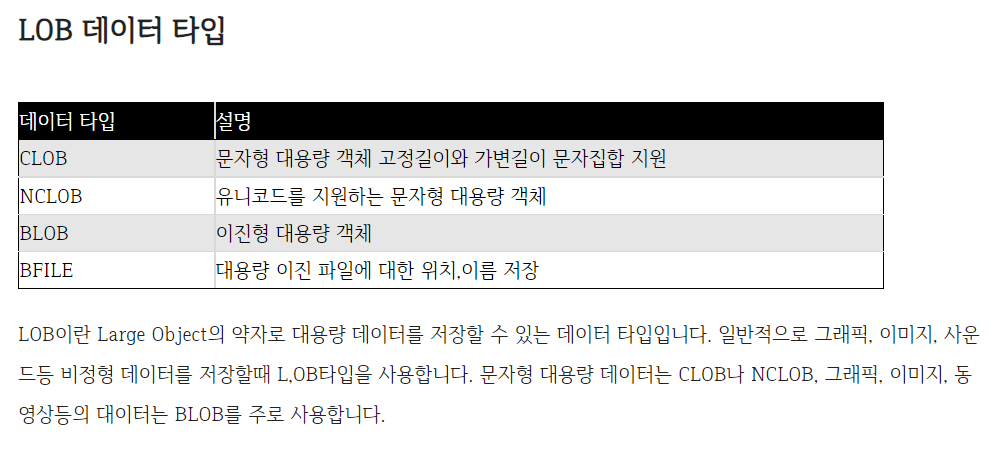 LOB 데이터 타입
데이터 타입 설명
CLOB 문자형 대용량 객체 고정길이와 가변길이 문자집합 지원
NCLOB 유니코드를 지원하는 문자형 대용량 객체
BLOB 이진형 대용량 객체
BFILE 대용량 이진 파일에 대한 위치,이름 저장
LOB이란 Large Object의 약자로 대용량 데이터를 저장할 수 있는 데이터 타입입니다. 일반적으로 그래픽, 이미지, 사운
드등 비정형 데이터를 저장할때 L,OB타입을 사용합니다. 문자형 대용량 데이터는 CLOB나 NCLOB, 그래픽, 이미지, 동
영상등의 대이터는 BLOB를 주로 사용합니다.